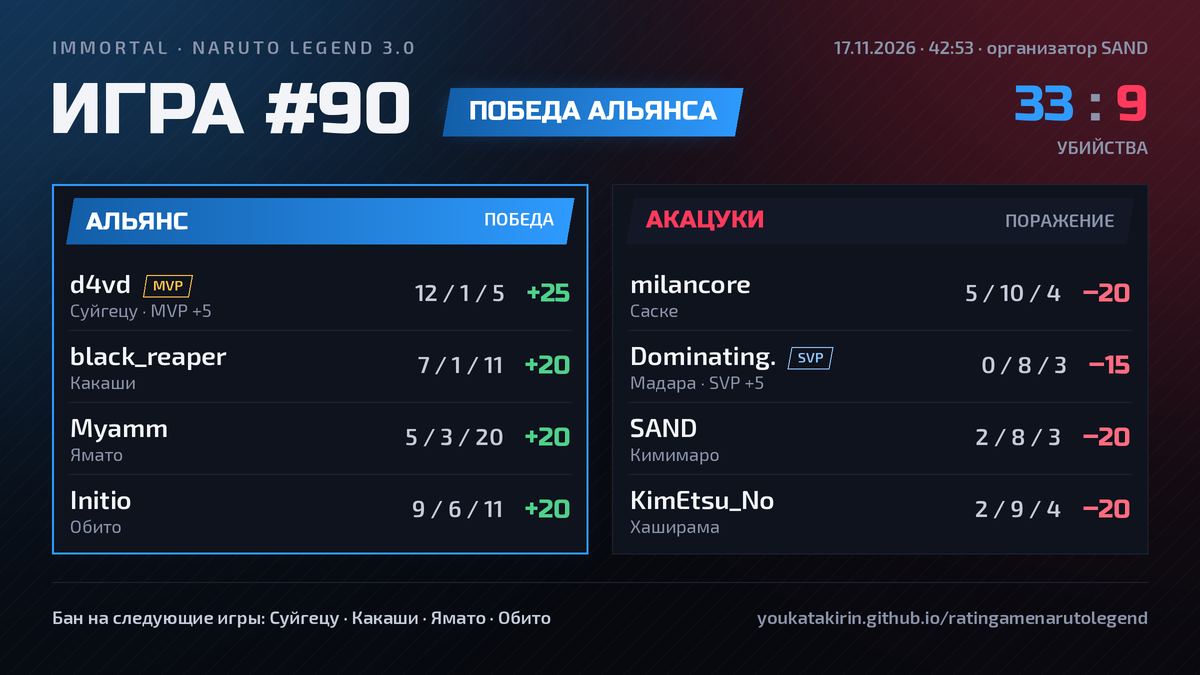 IMMORTAL · NARUTO LEGEND 3.0
17.11.2026 · 42:53 · организатор SAND
ИГРА #90
ПОБЕДА АЛЬЯНСА
33 : 9
УБИЙСТВА
АЛЬЯНС
ПОБЕДА
d4vd MVP 12 / 1 / 5 +25
Суйгецу · MVP +5
black_reaper 7 / 1 / 11 +20
Какаши
Myamm 5 / 3 / 20 +20
Ямато
Initio 9 / 6 / 11 +20
Обито
АКАЦУКИ
ПОРАЖЕНИЕ
milancore 5 / 10 / 4 −20
Саске
Dominating. SVP 0 / 8 / 3 −15
Мадара · SVP +5
SAND 2 / 8 / 3 −20
Кимимаро
KimEtsu_No 2 / 9 / 4 −20
Хаширама
Бан на следующие игры: Суйгецу · Какаши · Ямато · Обито
youkatakirin.github.io/ratingamenarutolegend